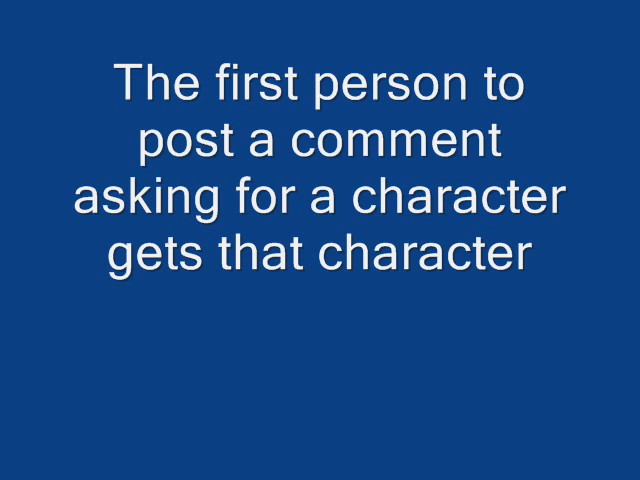 The first person to
post a comment
asking for a character
gets that character